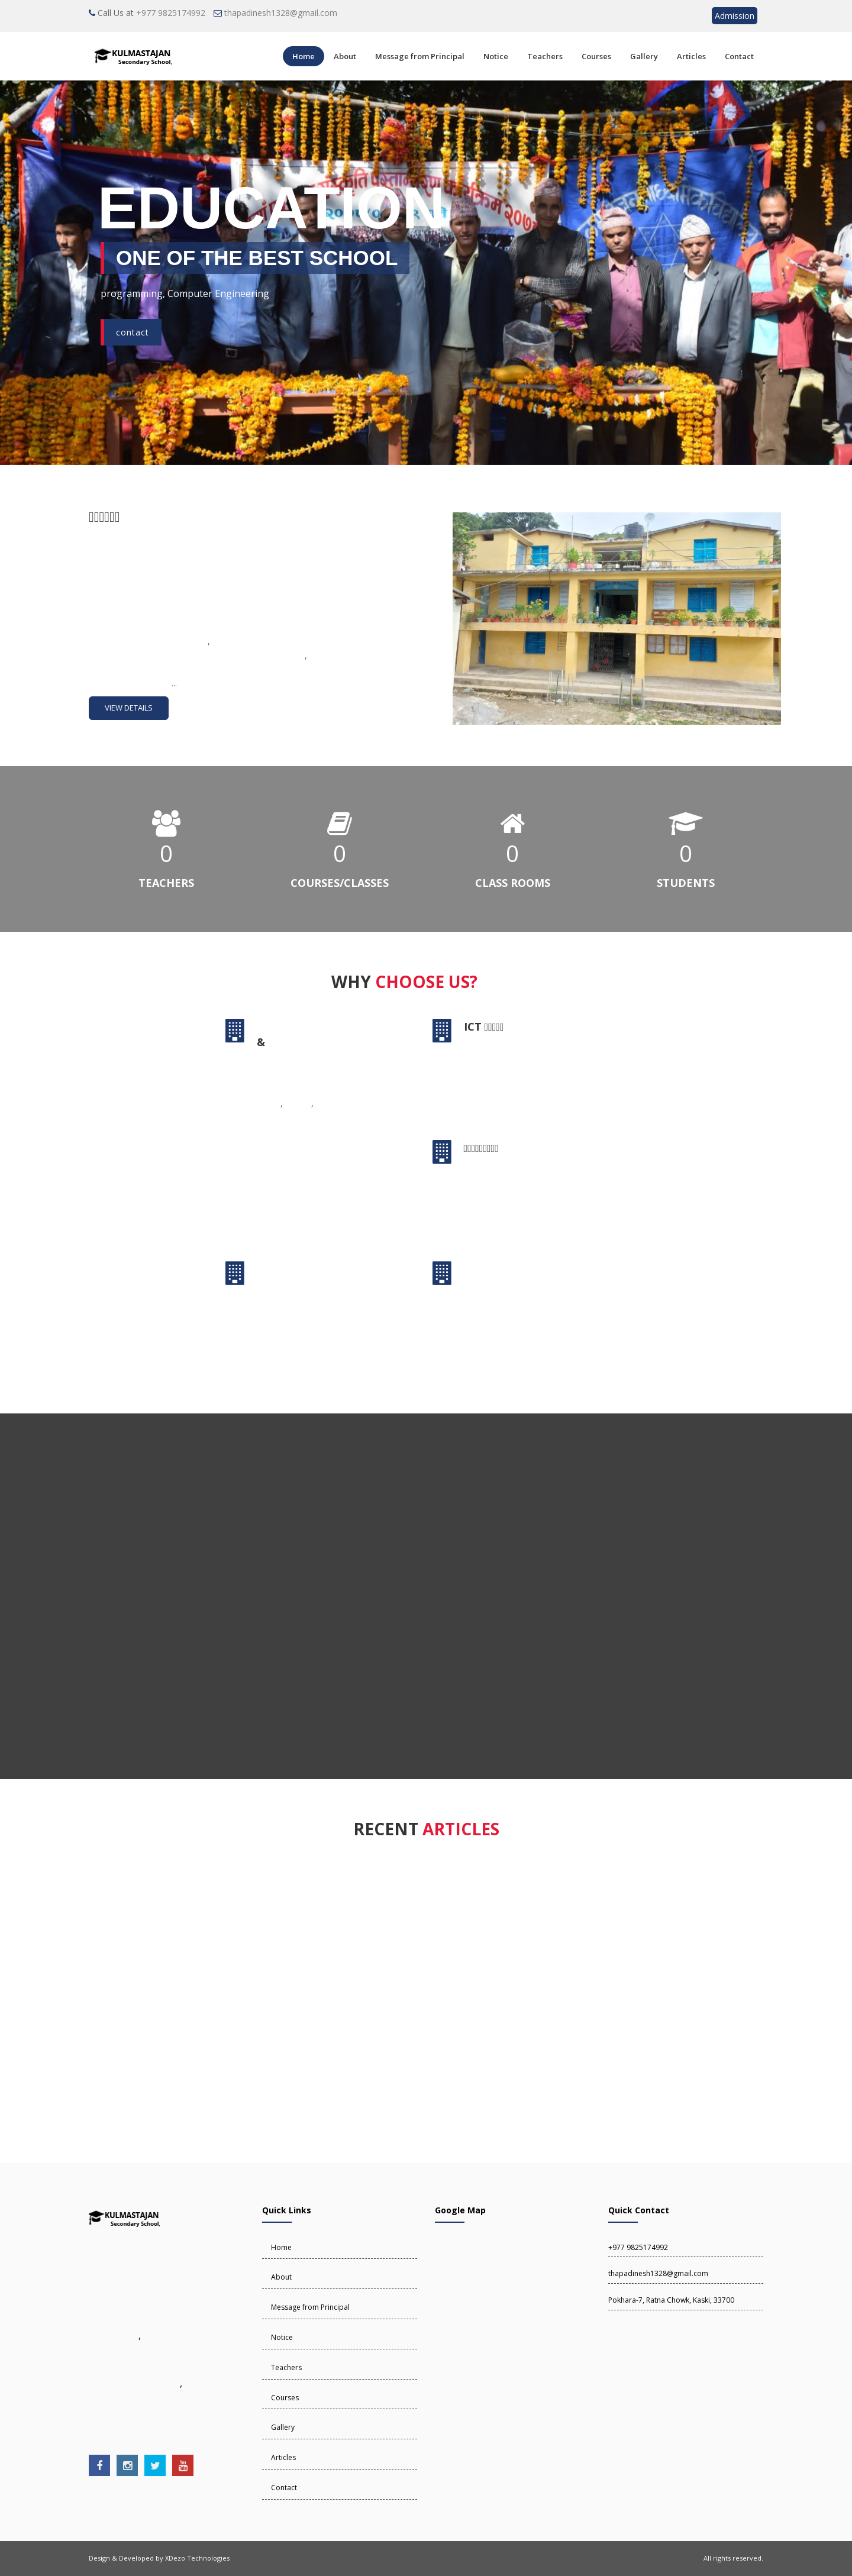 Call Us at +977 9825174992 thapadinesh1328@gmail.com
Admission
KULMASTAJAN
Secondary School,
Home About Message from Principal Notice Teachers Courses Gallery Articles Contact
EDUCATION
ONE OF THE BEST SCHOOL
programming, Computer Engineering
contact
...
VIEW DETAILS
0 0 0 0
TEACHERS COURSES/CLASSES CLASS ROOMS STUDENTS
WHY CHOOSE US?
&
ICT
RECENT ARTICLES
KULMASTAJAN
Secondary School,
Quick Links
Home
About
Message from Principal
Notice
Teachers
Courses
Gallery
Articles
Contact
Google Map
Quick Contact
+977 9825174992
thapadinesh1328@gmail.com
Pokhara-7, Ratna Chowk, Kaski, 33700
Design & Developed by XDezo Technologies
All rights reserved.